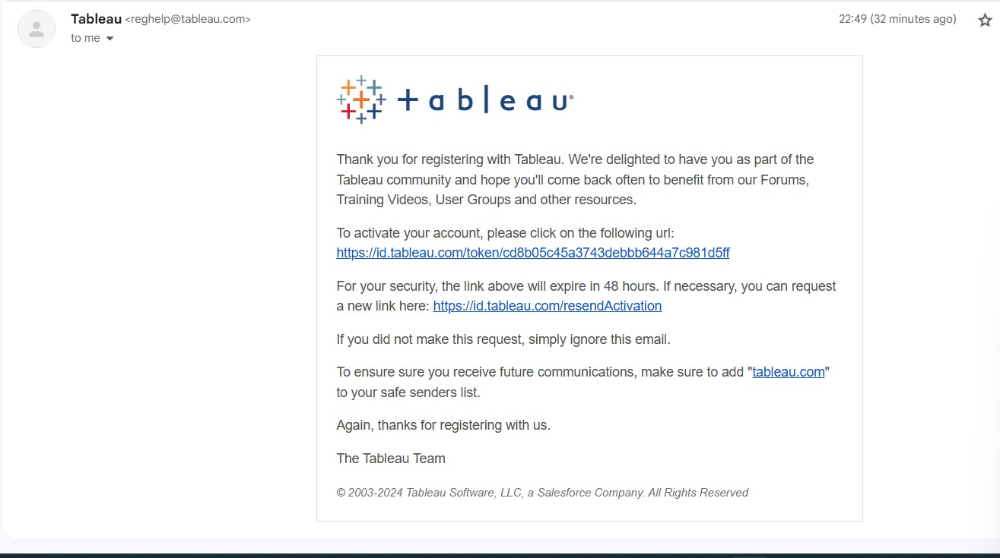 Tableau <reghelp@tableau.com>
22:49 (32 minutes ago)
to me
+ableau®
Thank you for registering with Tableau. We're delighted to have you as part of the
Tableau community and hope you'll come back often to benefit from our Forums,
Training Videos, User Groups and other resources.
To activate your account, please click on the following url:
https://id.tableau.com/token/cd8b05c45a3743debbb644a7c981d5ff
For your security, the link above will expire in 48 hours. If necessary, you can request
a new link here: https://id.tableau.com/resendActivation
If you did not make this request, simply ignore this email.
To ensure sure you receive future communications, make sure to add "tableau.com"
to your safe senders list.
Again, thanks for registering with us.
The Tableau Team
© 2003-2024 Tableau Software, LLC, a Salesforce Company. All Rights Reserved